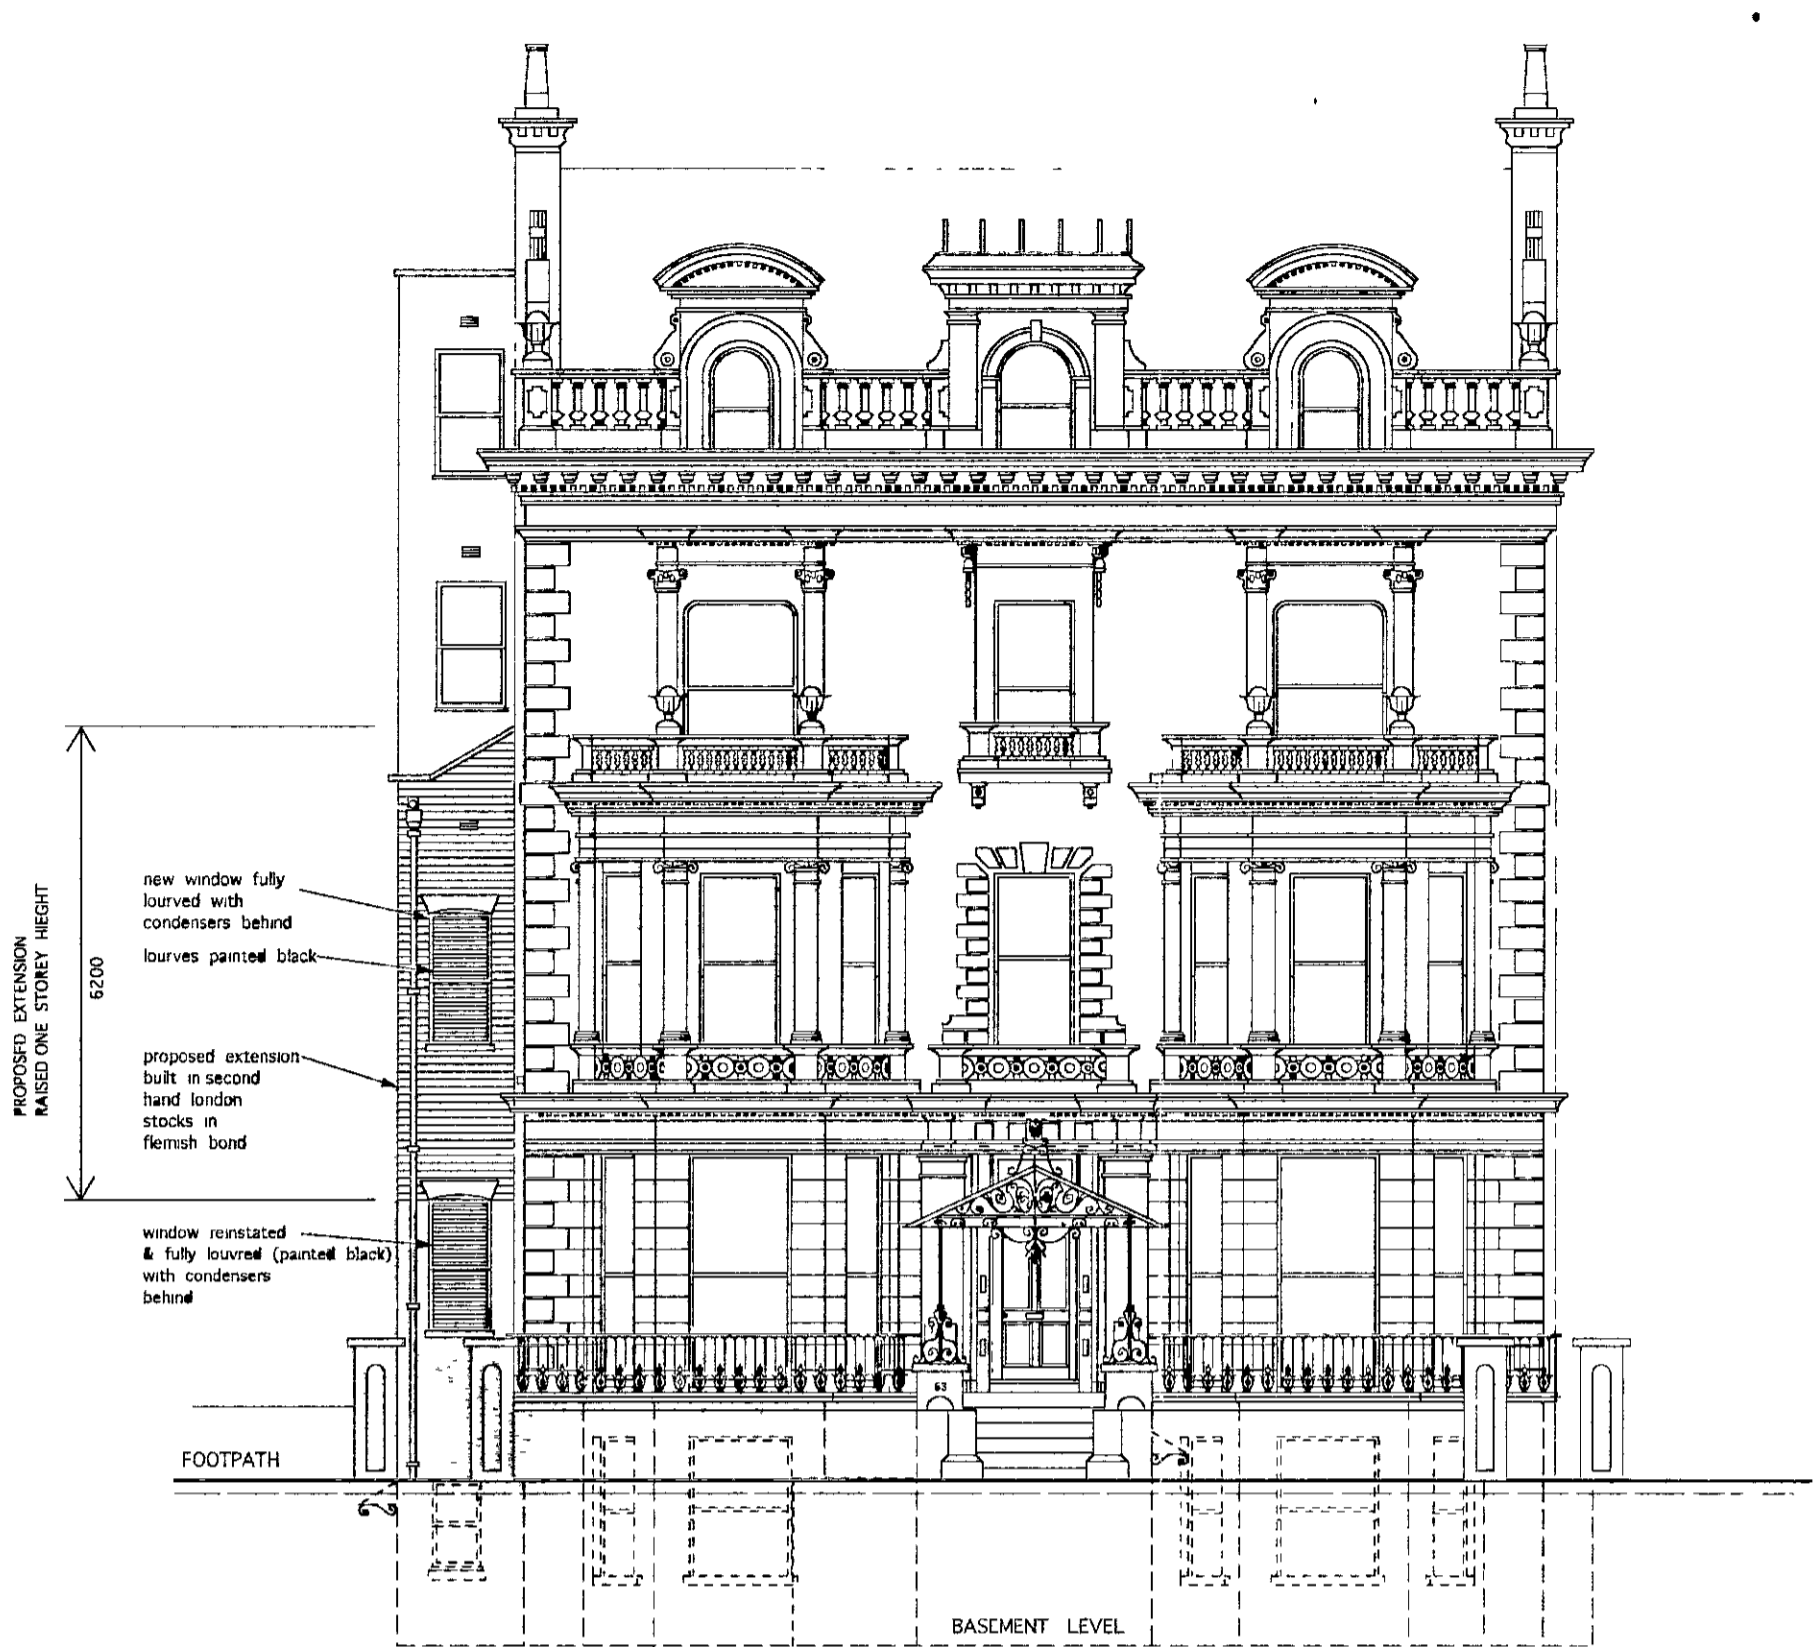 new window fully
lourved with
condensers behind
lourves painted black
PROPOSED EXTENSION
RAISED ONE STOREY HIEGHT
6200
proposed extension
built in second
hand london
stocks in
flemish bond
window reinstated
& fully louvred (painted black)
with condensers
behind
63
FOOTPATH
BASEMENT LEVEL